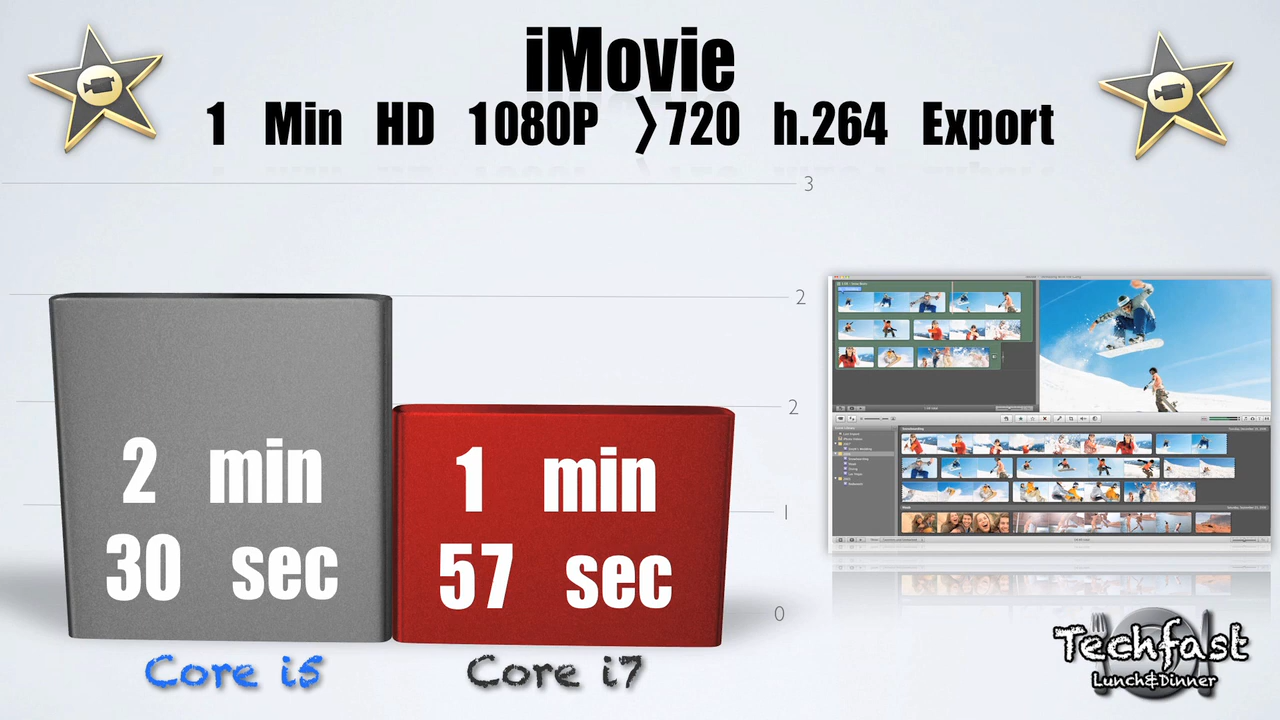 iMovie
1 Min HD 1080P >720 h.264 Export
3
2
2
1
0
2 min
30 sec
1 min
57 sec
Core i5
Core i7
Techfast
Lunch&Dinner